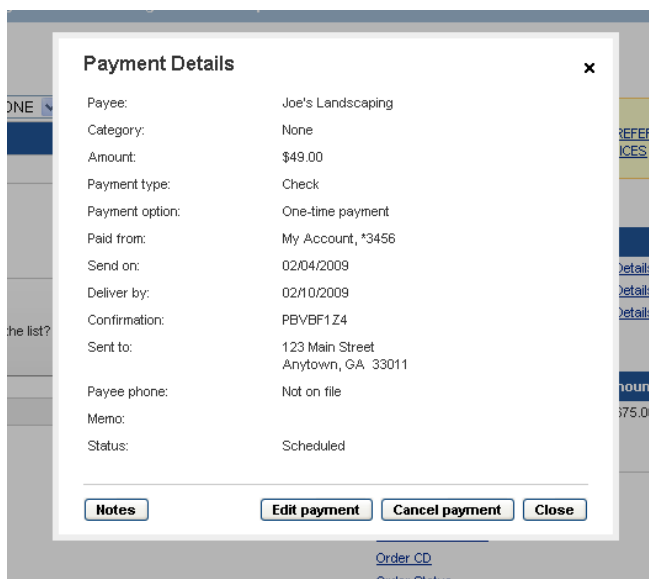 Payment Details
Payee: Joe's Landscaping
Category: None
Amount: $49.00
Payment type: Check
Payment option: One-time payment
Paid from: My Account, *3456
Send on: 02/04/2009
Deliver by: 02/10/2009
Confirmation: PBVBF1Z4
Sent to: 123 Main Street
Anytown, GA 33011
Payee phone: Not on file
Memo:
Status: Scheduled
Notes Edit payment Cancel payment Close
the list?
Order CD